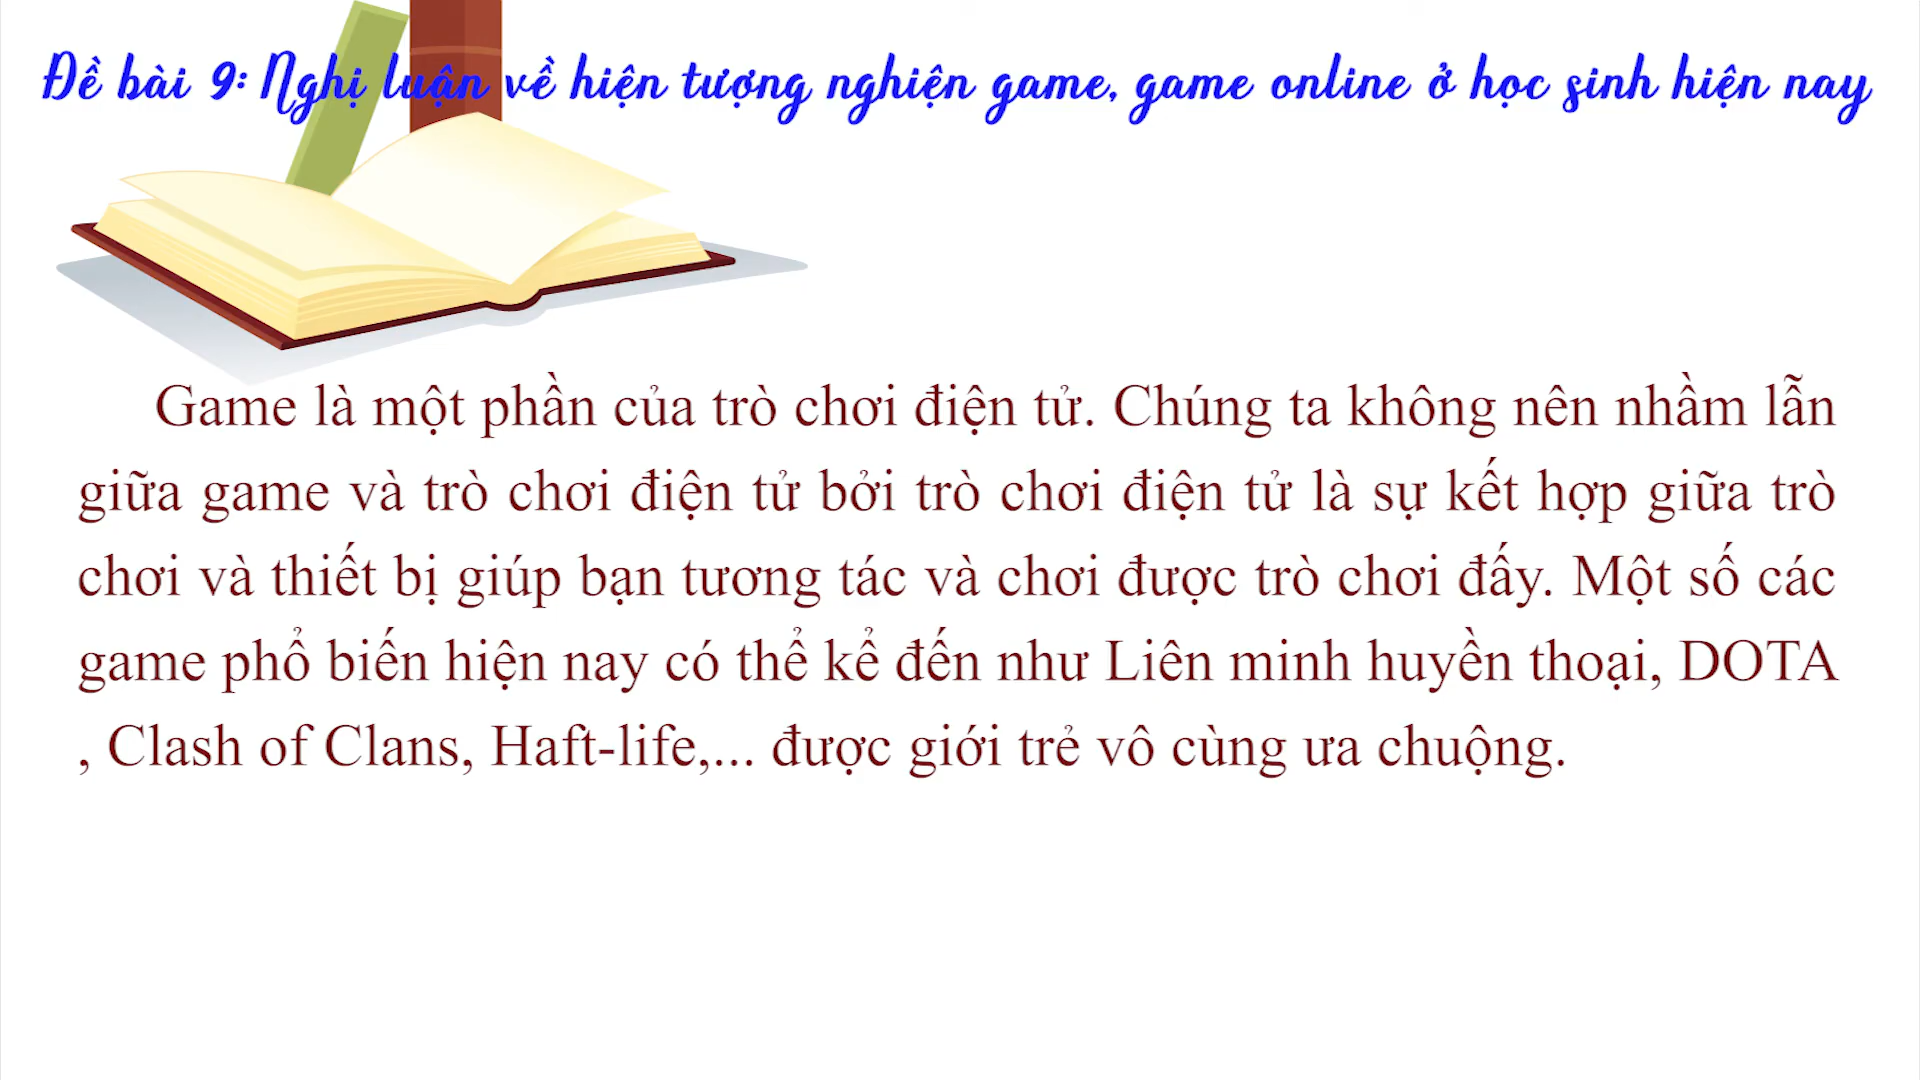 Đề bài 9: Nghị luận về hiện tượng nghiện game, game online ở học sinh hiện nay
Game là một phần của trò chơi điện tử. Chúng ta không nên nhầm lẫn
giữa game và trò chơi điện tử bởi trò chơi điện tử là sự kết hợp giữa trò
chơi và thiết bị giúp bạn tương tác và chơi được trò chơi đấy. Một số các
game phổ biến hiện nay có thể kể đến như Liên minh huyền thoại, DOTA
, Clash of Clans, Haft-life,... được giới trẻ vô cùng ưa chuộng.